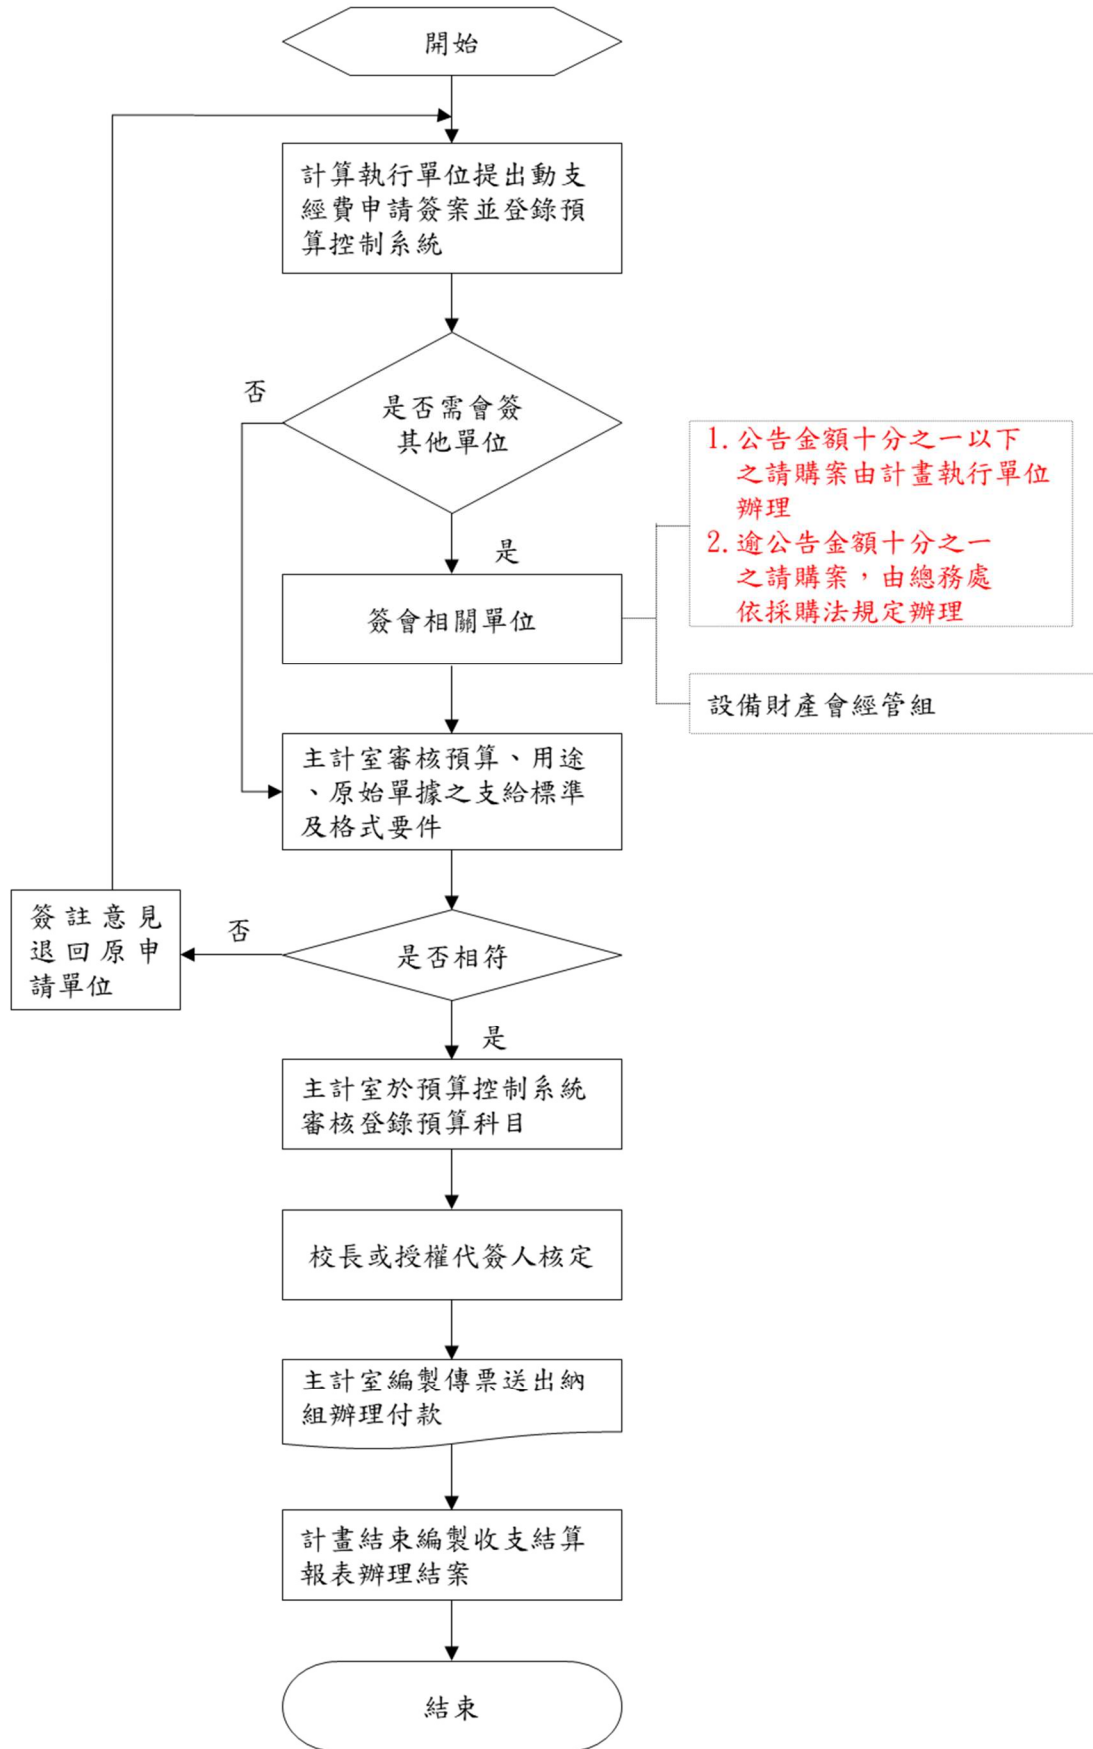 開始
計算執行單位提出動支
經費申請簽案並登錄預
算控制系統
否
是否需會簽
其他單位
是
1. 公告金額十分之一以下
之請購案由計畫執行單位
辦理
2. 逾公告金額十分之一
之請購案，由總務處
依採購法規定辦理
簽會相關單位
設備財產會經管組
主計室審核預算、用途
、原始單據之支給標準
及格式要件
簽註意見
退回原申
請單位
否
是否相符
是
主計室於預算控制系統
審核登錄預算科目
校長或授權代簽人核定
主計室編製傳票送出納
組辦理付款
計畫結束編製收支結算
報表辦理結案
結束